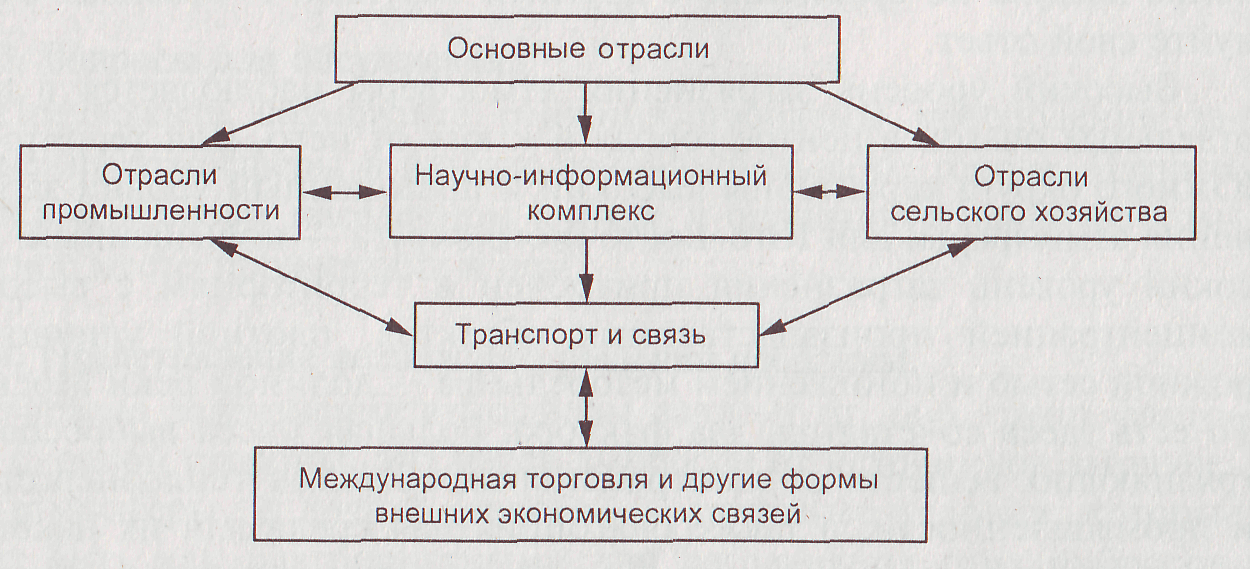 Основные отрасли
Отрасли
промышленности
Научно-информационный
комплекс
Отрасли
сельского хозяйства
Транспорт и связь
Международная торговля и другие формы
внешних экономических связей